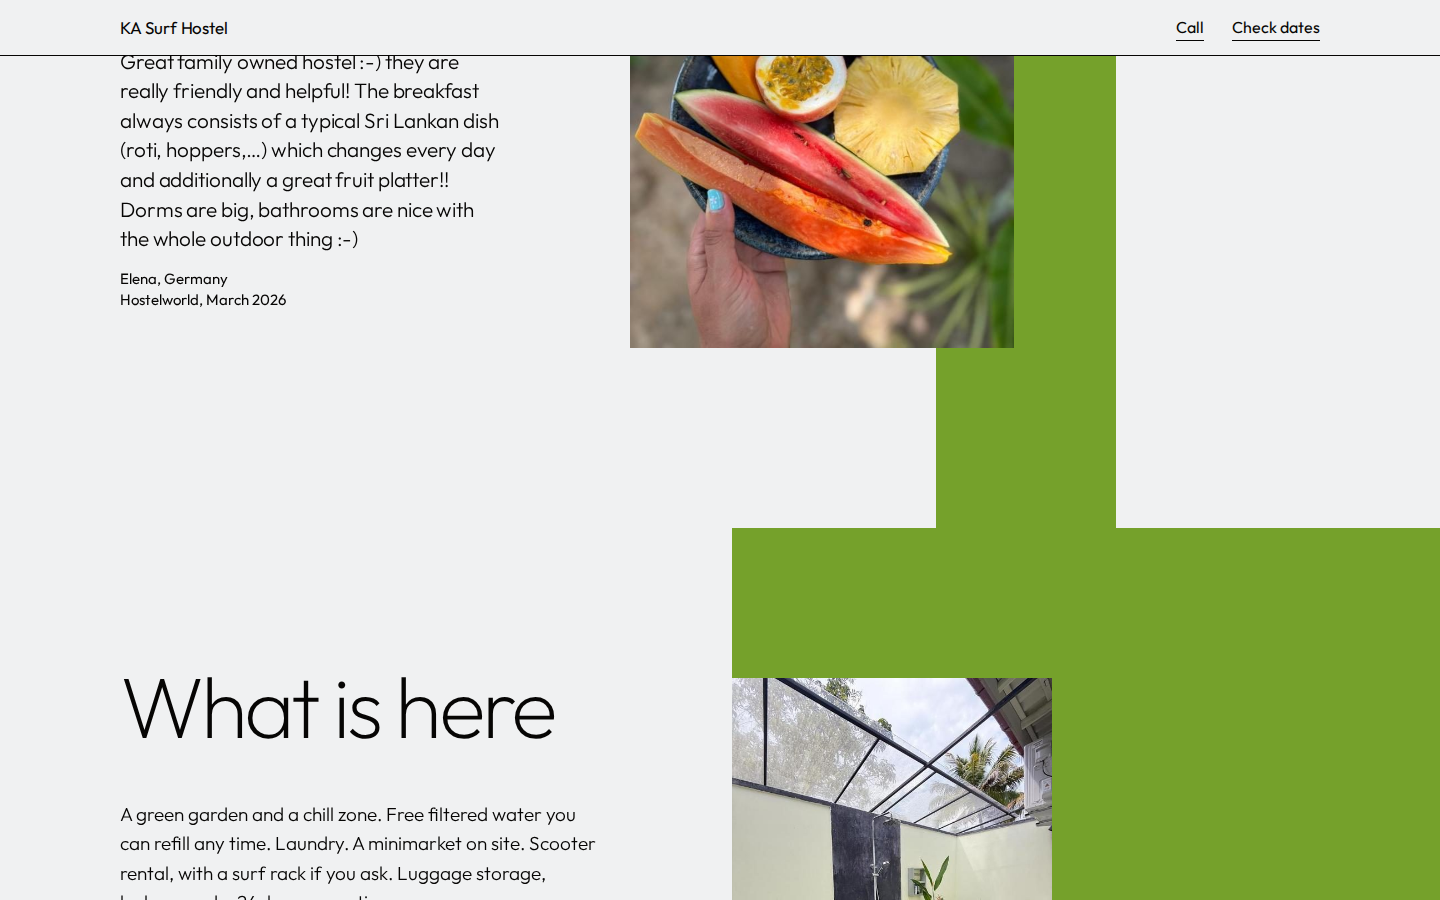 KA Surf Hostel
Call
Check dates
Great family owned hostel :-) they are
really friendly and helpful! The breakfast
always consists of a typical Sri Lankan dish
(roti, hoppers,...) which changes every day
and additionally a great fruit platter!!
Dorms are big, bathrooms are nice with
the whole outdoor thing :-)
Elena, Germany
Hostelworld, March 2026
What is here
A green garden and a chill zone. Free filtered water you
can refill any time. Laundry. A minimarket on site. Scooter
rental, with a surf rack if you ask. Luggage storage,